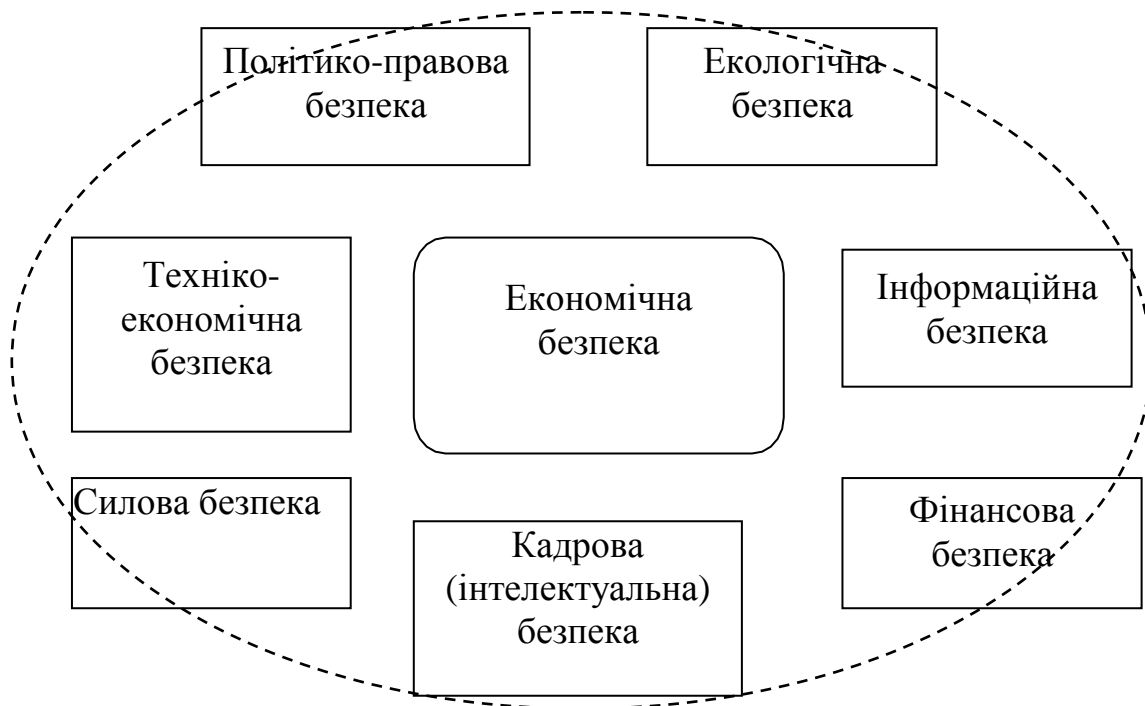 Політико-правова
безпека
Екологічна
безпека
Техніко-
економічна
безпека
Економічна
безпека
Інформаційна
безпека
Силова безпека
Кадрова
(інтелектуальна)
безпека
Фінансова
безпека